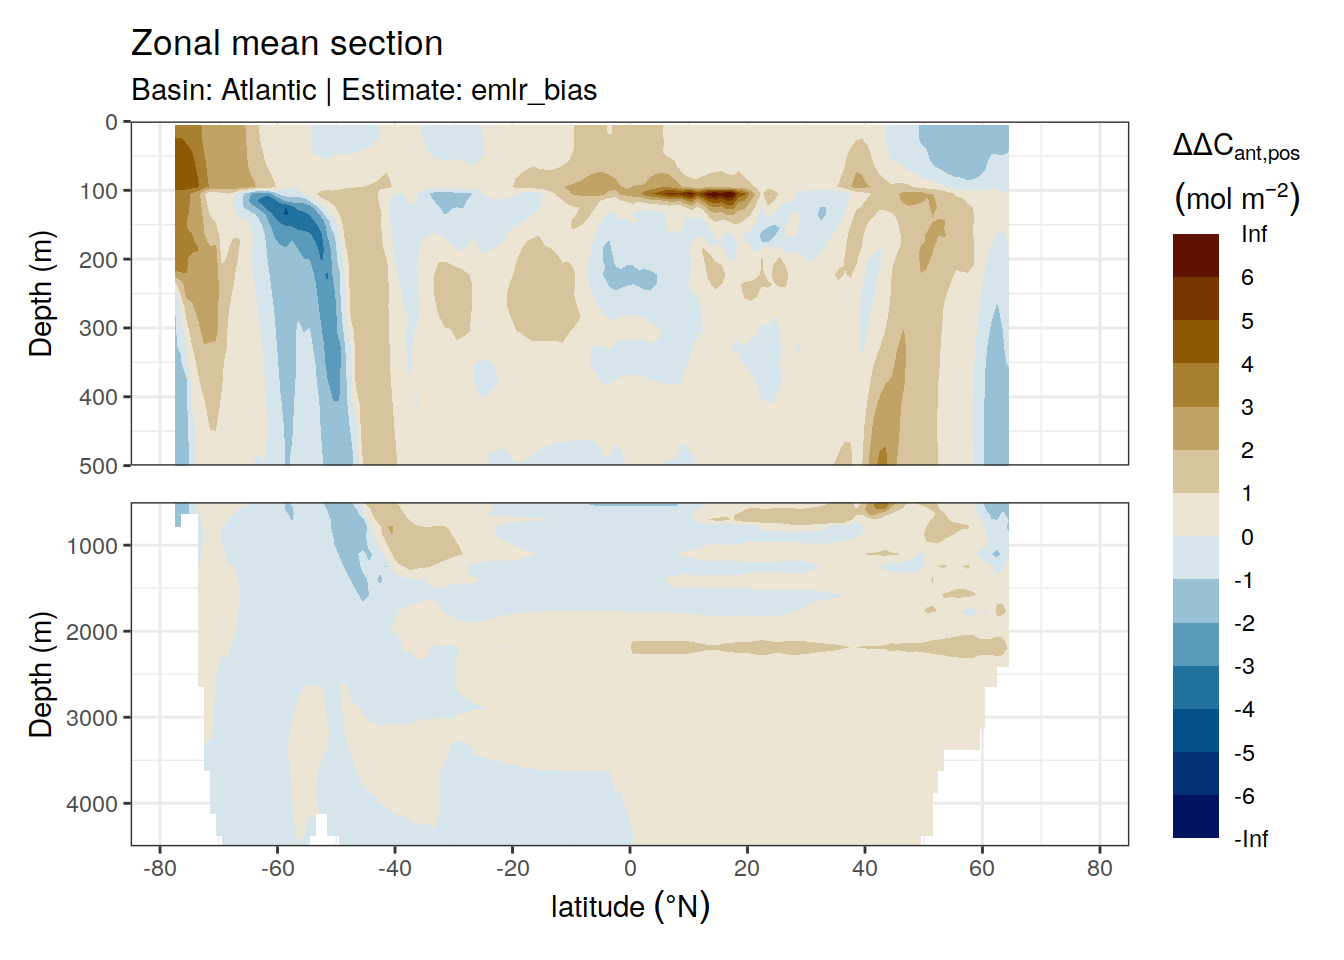 Zonal mean section
Basin: Atlantic | Estimate: emlr_bias
0
100
200
300
400
500
Depth (m)
1000
2000
3000
4000
Depth (m)
-80 -60 -40 -20 0 20 40 60 80
latitude (°N)
ΔΔC_ant,pos
(mol m⁻²)
Inf
6
5
4
3
2
1
0
-1
-2
-3
-4
-5
-6
-Inf